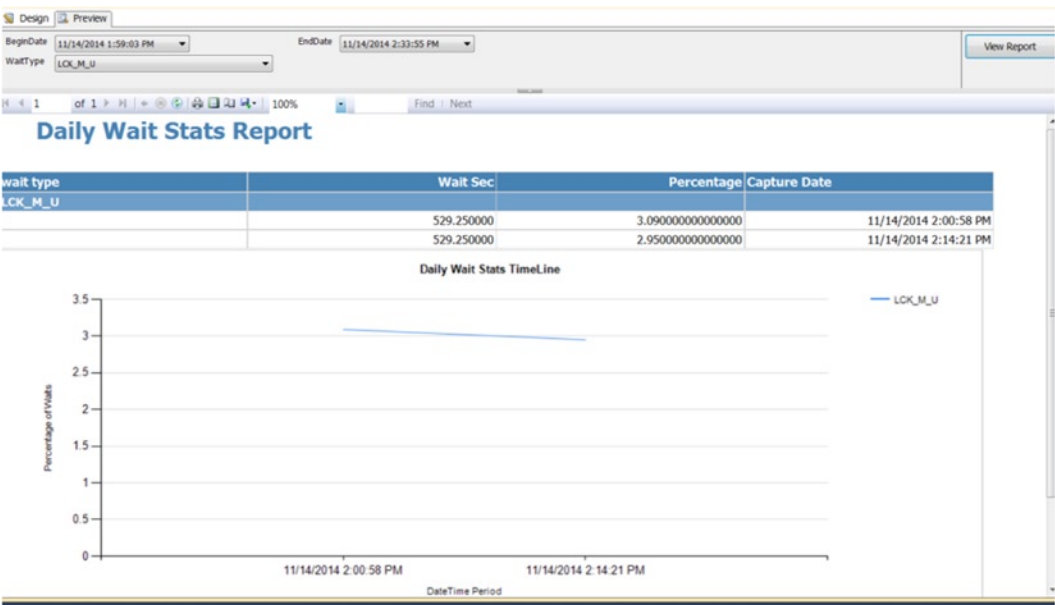 Design Preview
BeginDate 11/14/2014 1:59:03 PM EndDate 11/14/2014 2:33:55 PM View Report
WaitType LCK_M_U
1 of 1 100% Find | Next
Daily Wait Stats Report
wait type Wait Sec Percentage Capture Date
LCK_M_U
529.250000 3.090000000000000 11/14/2014 2:00:58 PM
529.250000 2.950000000000000 11/14/2014 2:14:21 PM
Daily Wait Stats TimeLine
LCK_M_U
3.5
3
2.5
2
1.5
1
0.5
0
Percentage of Waits
11/14/2014 2:00:58 PM 11/14/2014 2:14:21 PM
DateTime Period